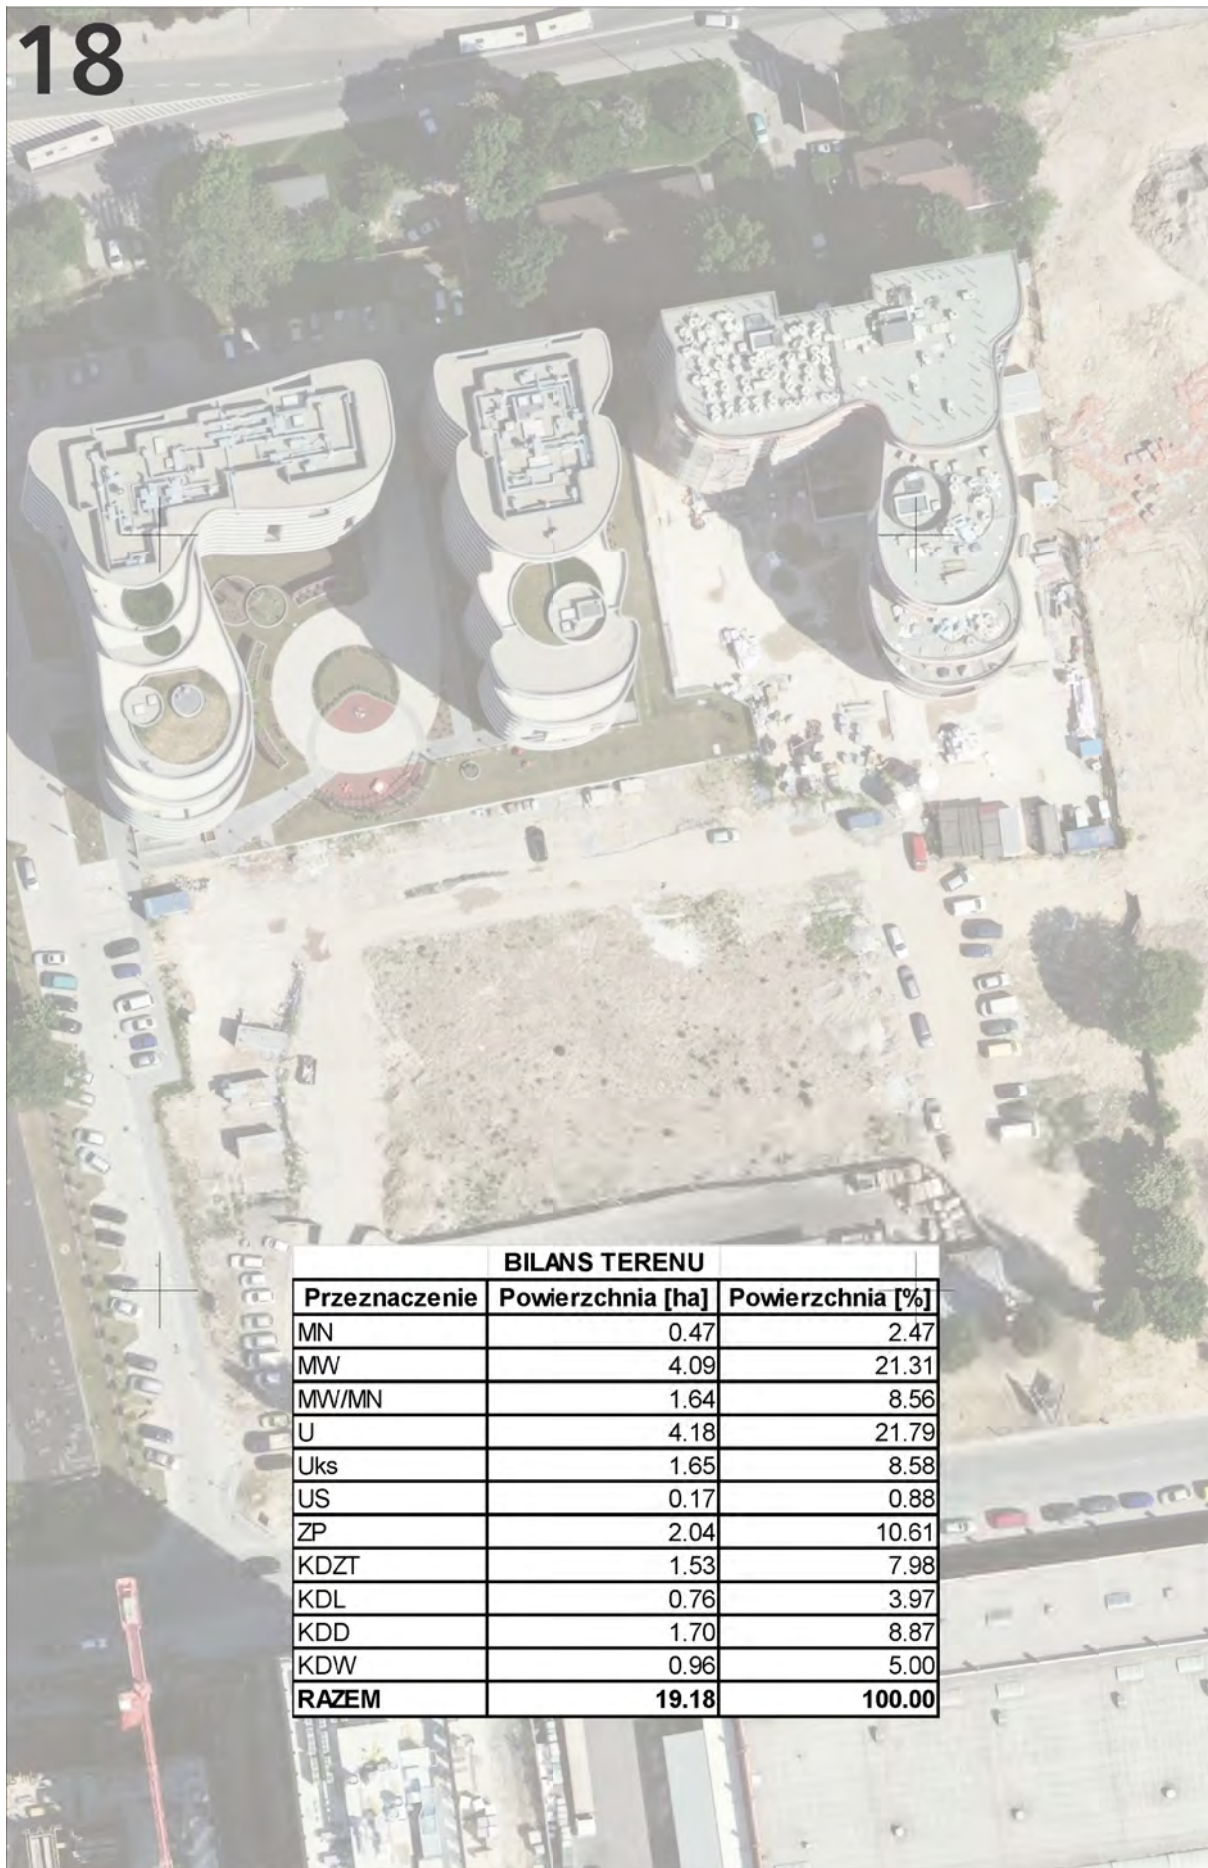 18
BILANS TERENU
Przeznaczenie Powierzchnia [ha] Powierzchnia [%]
MN 0.47 2.47
MW 4.09 21.31
MW/MN 1.64 8.56
U 4.18 21.79
Uks 1.65 8.58
US 0.17 0.88
ZP 2.04 10.61
KDZT 1.53 7.98
KDL 0.76 3.97
KDD 1.70 8.87
KDW 0.96 5.00
RAZEM 19.18 100.00